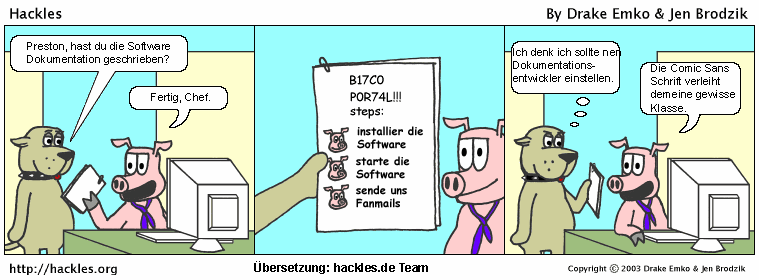 Hackles
By Drake Emko & Jen Brodzik
Preston, hast du die Software
Dokumentation geschrieben?
Fertig, Chef.
B17C0
P0R74L!!!
steps:
installier die
Software
starte die
Software
sende uns
Fanmails
Ich denk ich sollte nen
Dokumentations-
entwickler einstellen.
Die Comic Sans
Schrift verleiht
demeine gewisse
Klasse.
http://hackles.org
Übersetzung: hackles.de Team
Copyright © 2003 Drake Emko & Jen Brodzik